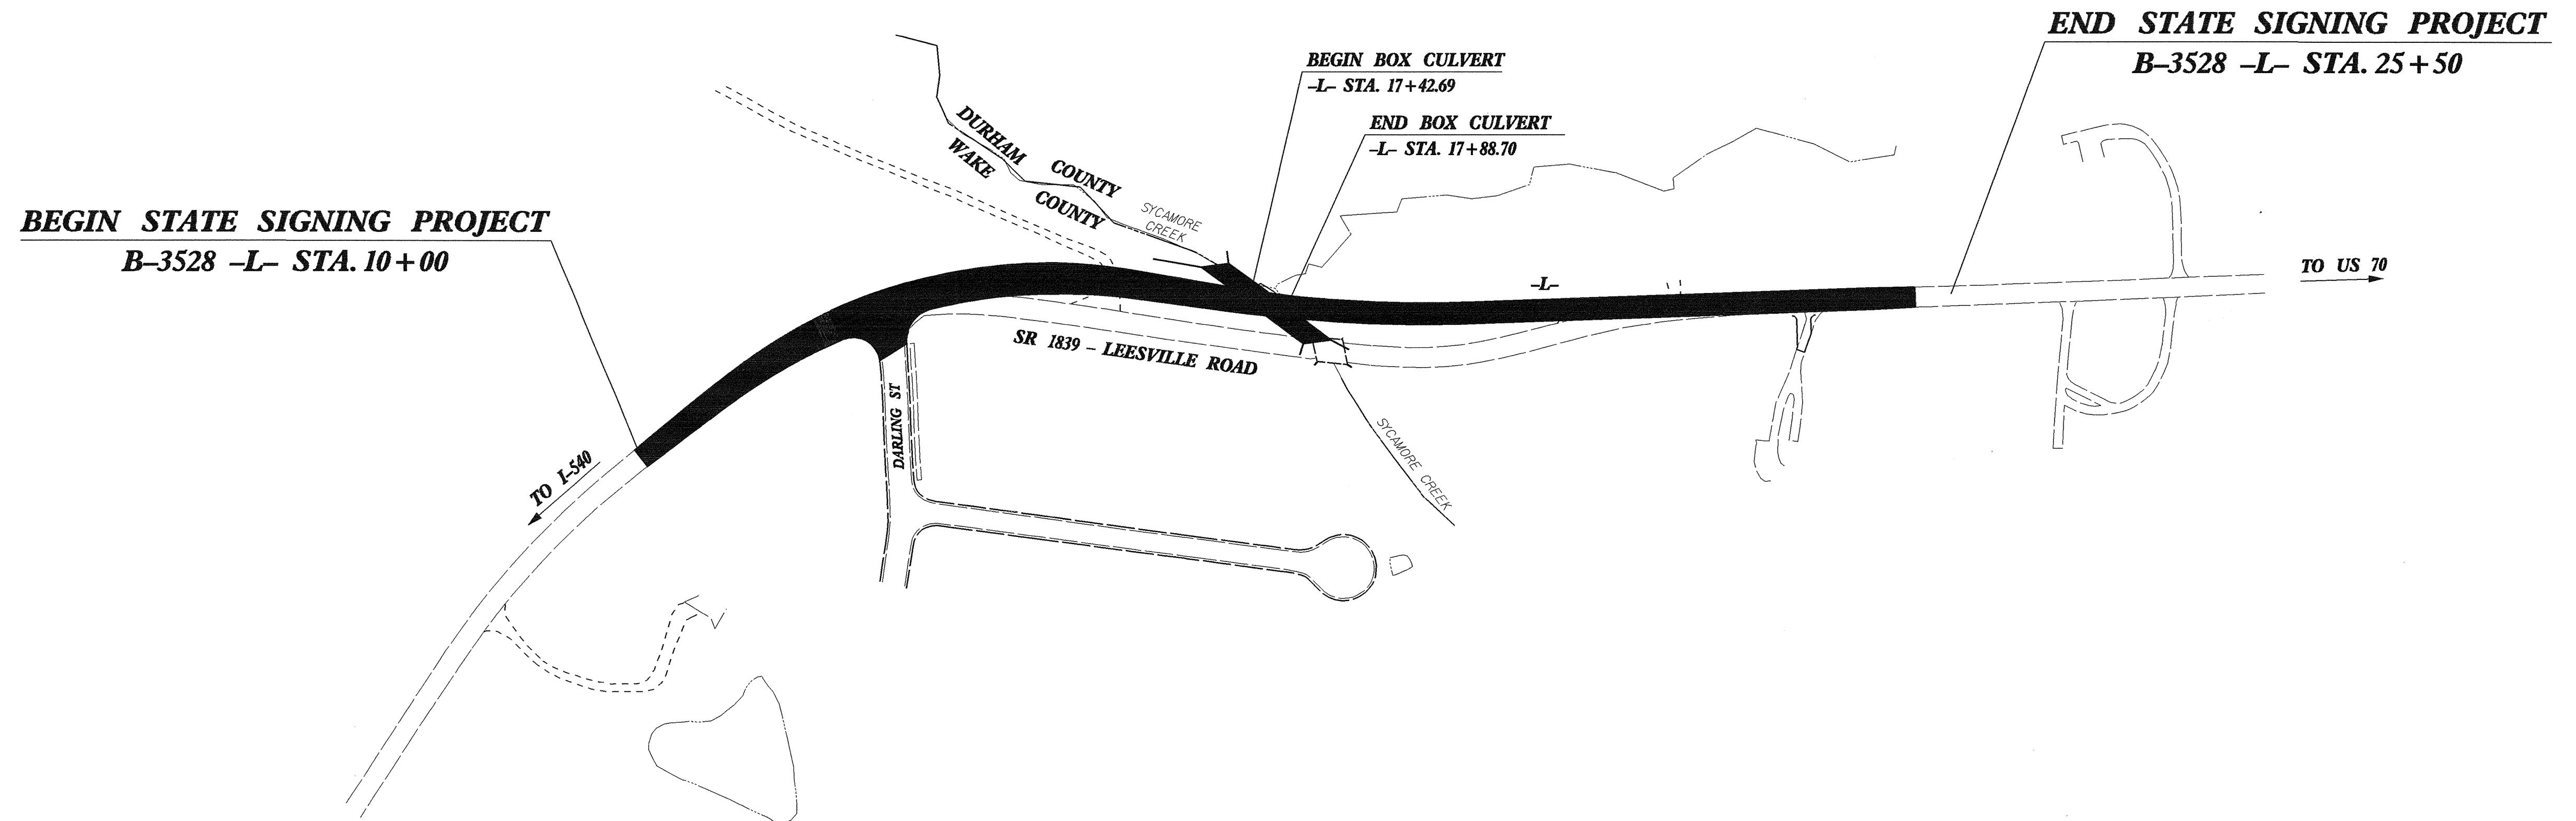 END STATE SIGNING PROJECT
B–3528 –L– STA. 25+50
BEGIN BOX CULVERT
–L– STA. 17+42.69
END BOX CULVERT
–L– STA. 17+88.70
DURHAM COUNTY
WAKE COUNTY
SYCAMORE
CREEK
BEGIN STATE SIGNING PROJECT
B–3528 –L– STA. 10+00
TO US 70
–L–
SR 1839 – LEESVILLE ROAD
DARLING ST
TO I–540
SYCAMORE CREEK